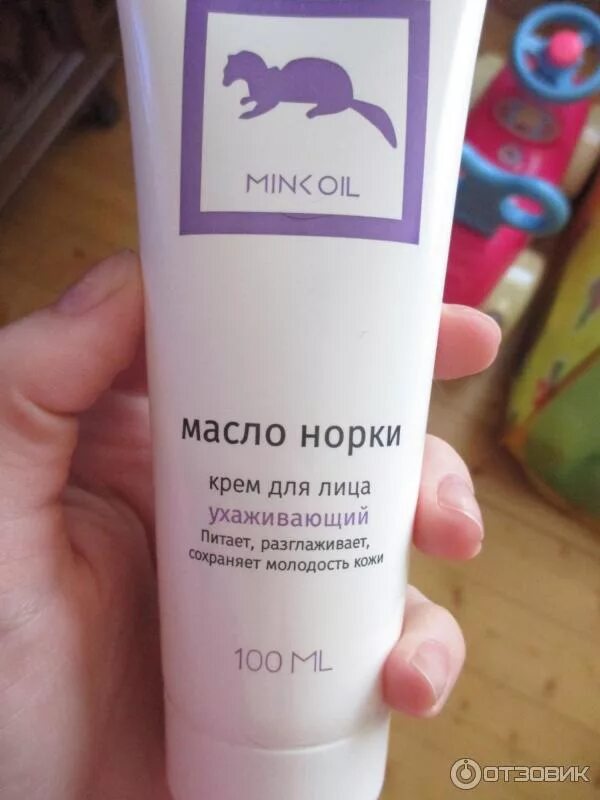 MINK OIL
масло норки
крем для лица
ухаживающий
Питает, разглаживает,
сохраняет молодость кожи
100 ML
ОТЗОВИК